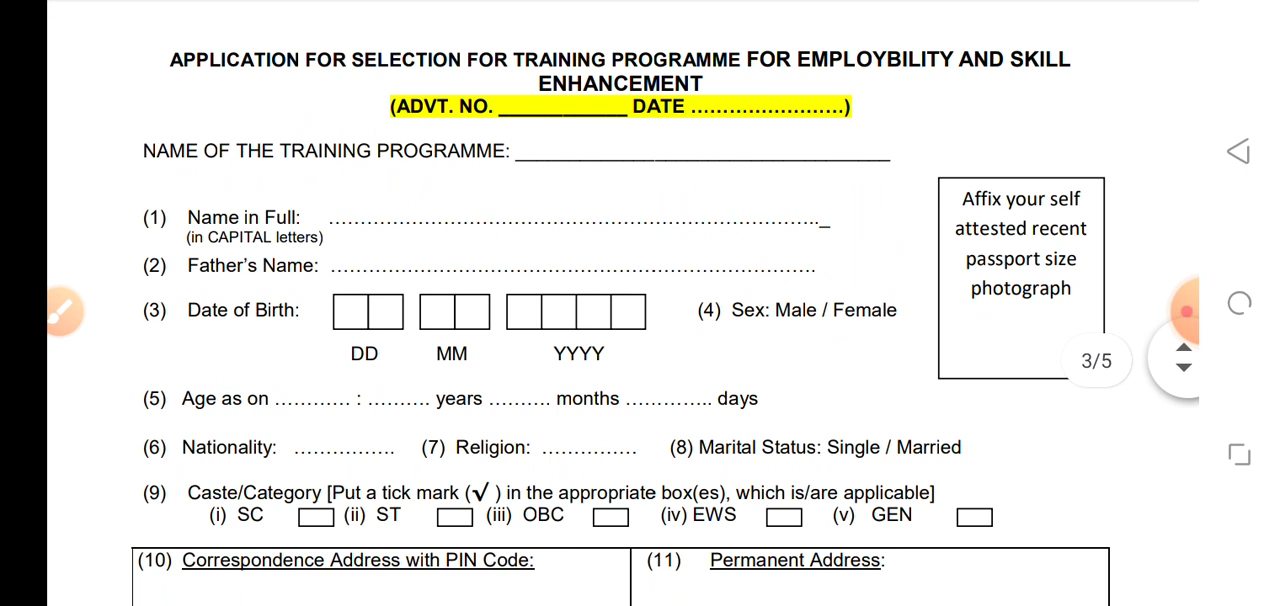 APPLICATION FOR SELECTION FOR TRAINING PROGRAMME FOR EMPLOYBILITY AND SKILL
ENHANCEMENT
(ADVT. NO. ____________ DATE ……………………)
NAME OF THE TRAINING PROGRAMME: ___________________________________
Affix your self
attested recent
passport size
photograph
(1) Name in Full: ……………………………………………………………………_
(in CAPITAL letters)
(2) Father's Name: ……………………………………………………………………
(3) Date of Birth: (4) Sex: Male / Female
DD MM YYYY
3/5
(5) Age as on ………… : ………. years ………. months …………. days
(6) Nationality: ……………. (7) Religion: …………… (8) Marital Status: Single / Married
(9) Caste/Category [Put a tick mark (√ ) in the appropriate box(es), which is/are applicable]
(i) SC (ii) ST (iii) OBC (iv) EWS (v) GEN
(10) Correspondence Address with PIN Code: (11) Permanent Address: